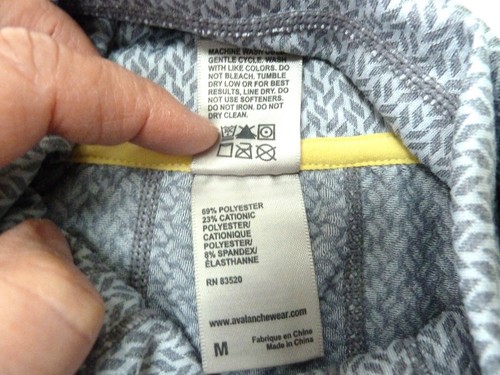 MACHINE WASH
GENTLE CYCLE. WASH
WITH LIKE COLORS. DO
NOT BLEACH. TUMBLE
DRY LOW OR FOR BEST
RESULTS, LINE DRY. DO
NOT USE SOFTENERS.
DO NOT IRON. DO NOT
DRY CLEAN.
69% POLYESTER
23% CATIONIC
POLYESTER/
CATIONIQUE
POLYESTER/
8% SPANDEX/
ÉLASTHANNE
RN 83520
www.avalanchewear.com
Fabrique en Chine
M Made in China